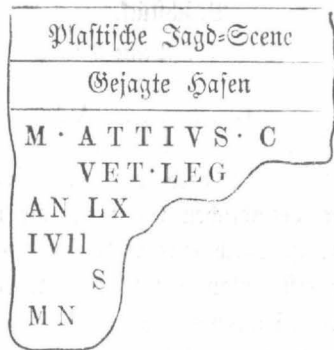 Plaſtiſche Jagd=Scene
Gejagte Haſen
M · ATTIVS · C
VET·LEG
AN LX
IVII
S
MN